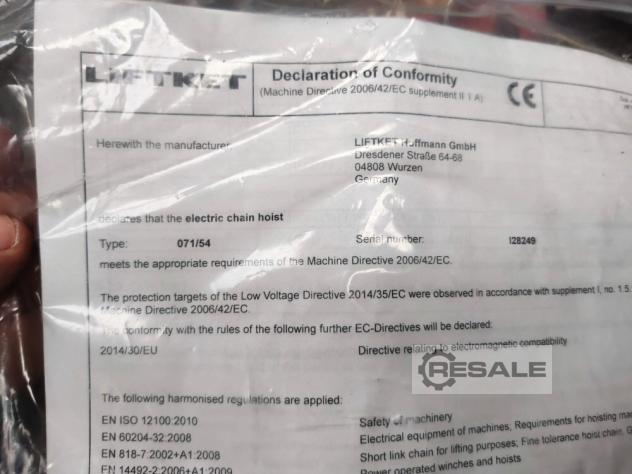 LIFTKET
Declaration of Conformity
(Machine Directive 2006/42/EC supplement II 1 A)
CE
Herewith the manufacturer
LIFTKET Hoffmann GmbH
Dresdener Straße 64-68
04808 Wurzen
Germany
declares that the electric chain hoist
Type: 071/54 Serial number: I28249
meets the appropriate requirements of the Machine Directive 2006/42/EC.
The protection targets of the Low Voltage Directive 2014/35/EC were observed in accordance with supplement I, no. 1.5.
Machine Directive 2006/42/EC.
The conformity with the rules of the following further EC-Directives will be declared:
2014/30/EU Directive relating to electromagnetic compatibility
RESALE
The following harmonised regulations are applied:
EN ISO 12100:2010 Safety of machinery
EN 60204-32:2008 Electrical equipment of machines; Requirements for hoisting
EN 818-7:2002+A1:2008 Short link chain for lifting purposes; Fine tolerance hoist chain,
EN 14492-2:2006+A1:2009 Power operated winches and hoists